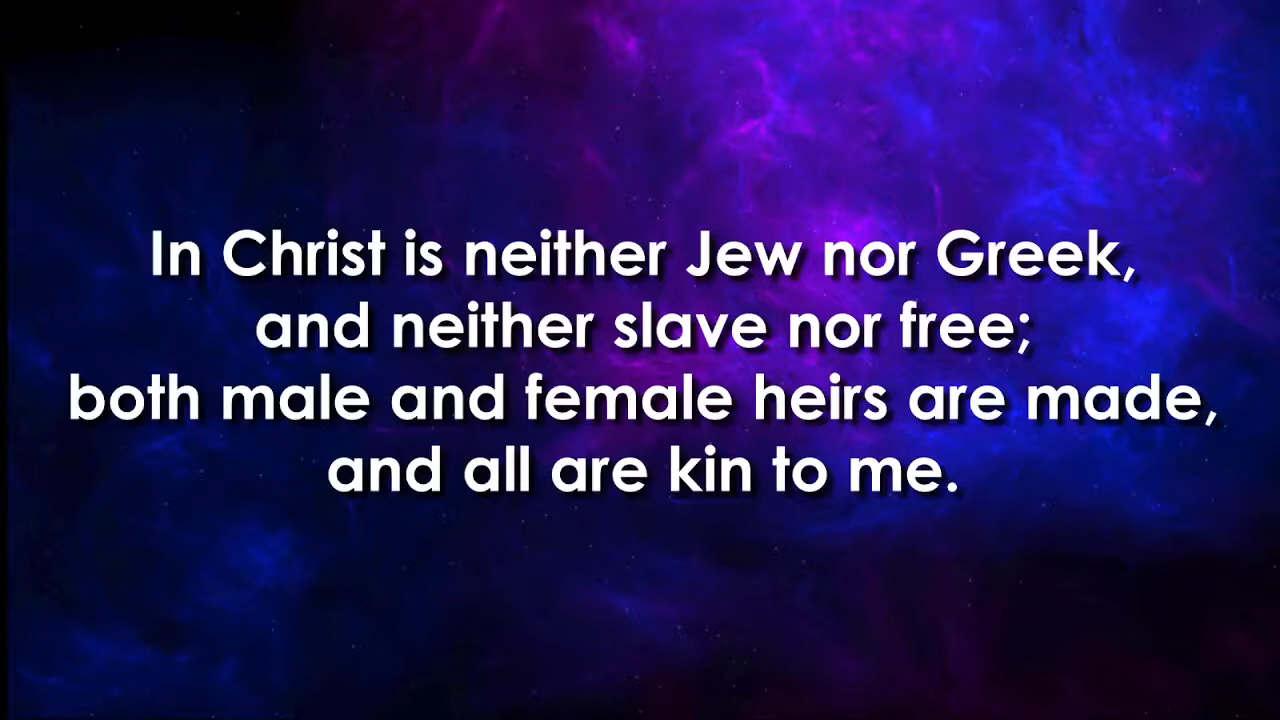 In Christ is neither Jew nor Greek,
and neither slave nor free;
both male and female heirs are made,
and all are kin to me.